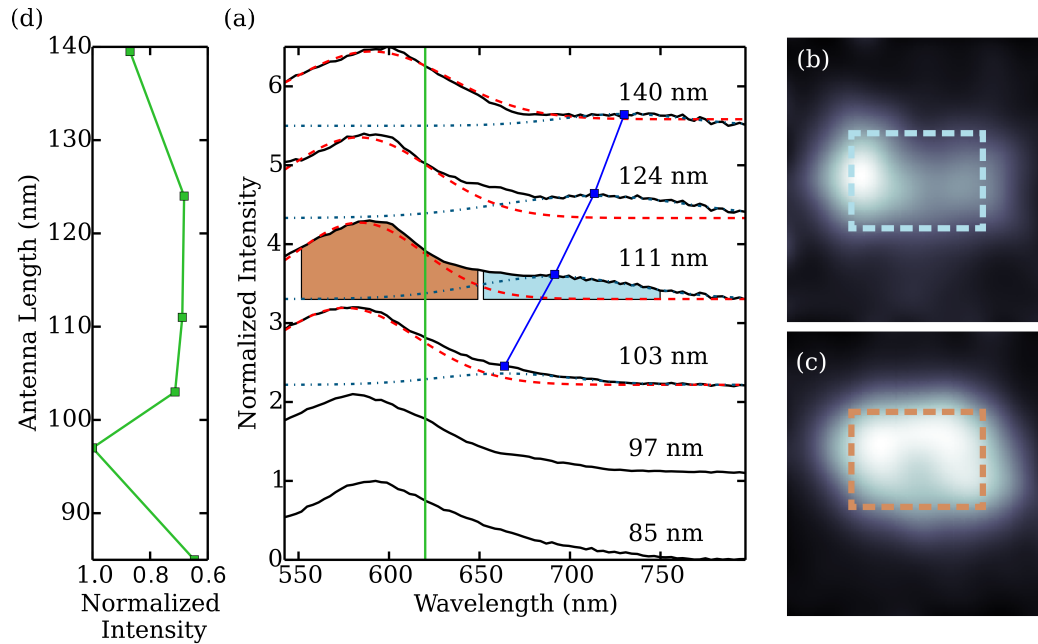 (d)
(a)
(b)
(c)
140
130
120
110
100
90
Antenna Length (nm)
1.0 0.8 0.6
Normalized
Intensity
6
5
4
3
2
1
0
Normalized Intensity
140 nm
124 nm
111 nm
103 nm
97 nm
85 nm
550 600 650 700 750
Wavelength (nm)